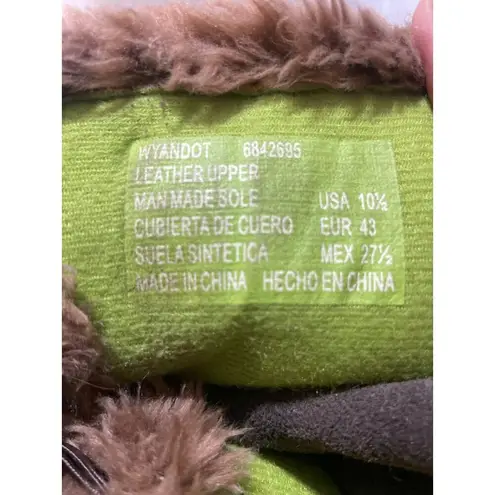 WYANDOT 6842695
LEATHER UPPER
MAN MADE SOLE USA 10½
CUBIERTA DE CUERO EUR 43
SUELA SINTETICA MEX 27½
MADE IN CHINA HECHO EN CHINA